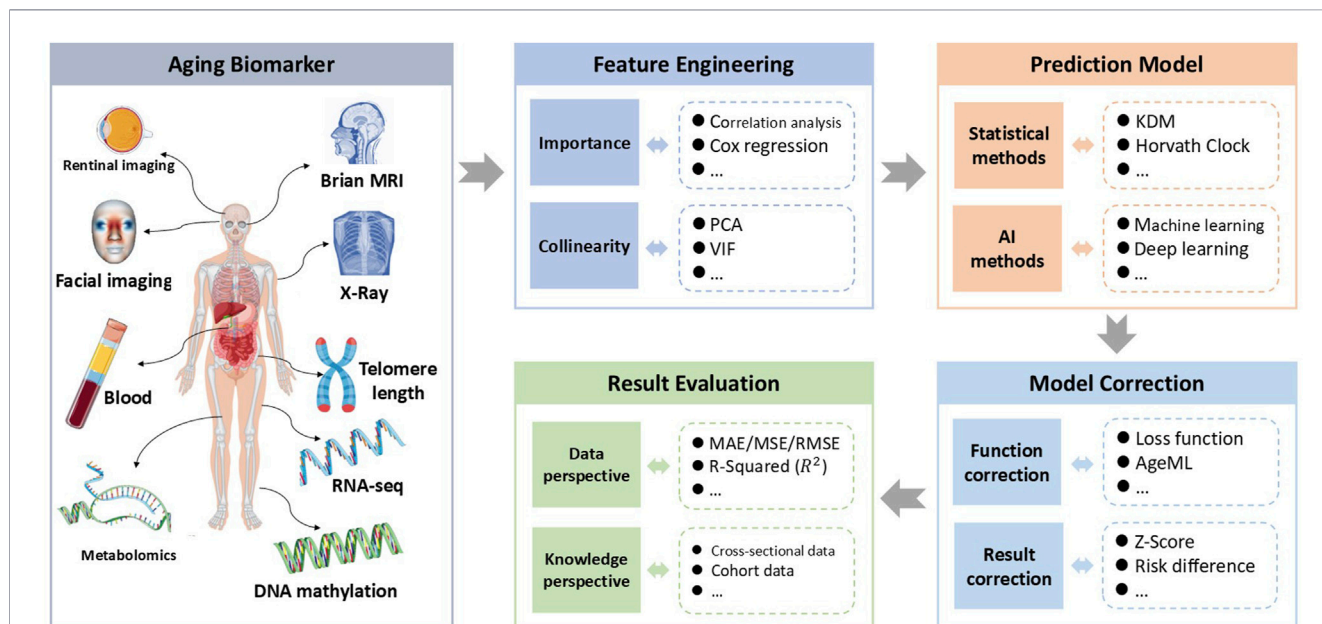 Aging Biomarker
Rentinal imaging
Brian MRI
Facial imaging
X-Ray
Blood
Telomere
length
RNA-seq
Metabolomics
DNA mathylation
Feature Engineering
Importance
● Correlation analysis
● Cox regression
● ...
Collinearity
● PCA
● VIF
● ...
Prediction Model
Statistical
methods
● KDM
● Horvath Clock
● ...
AI
methods
● Machine learning
● Deep learning
● ...
Model Correction
Function
correction
● Loss function
● AgeML
● ...
Result
correction
● Z-Score
● Risk difference
● ...
Result Evaluation
Data
perspective
● MAE/MSE/RMSE
● R-Squared (R²)
● ...
Knowledge
perspective
● Cross-sectional data
● Cohort data
● ...